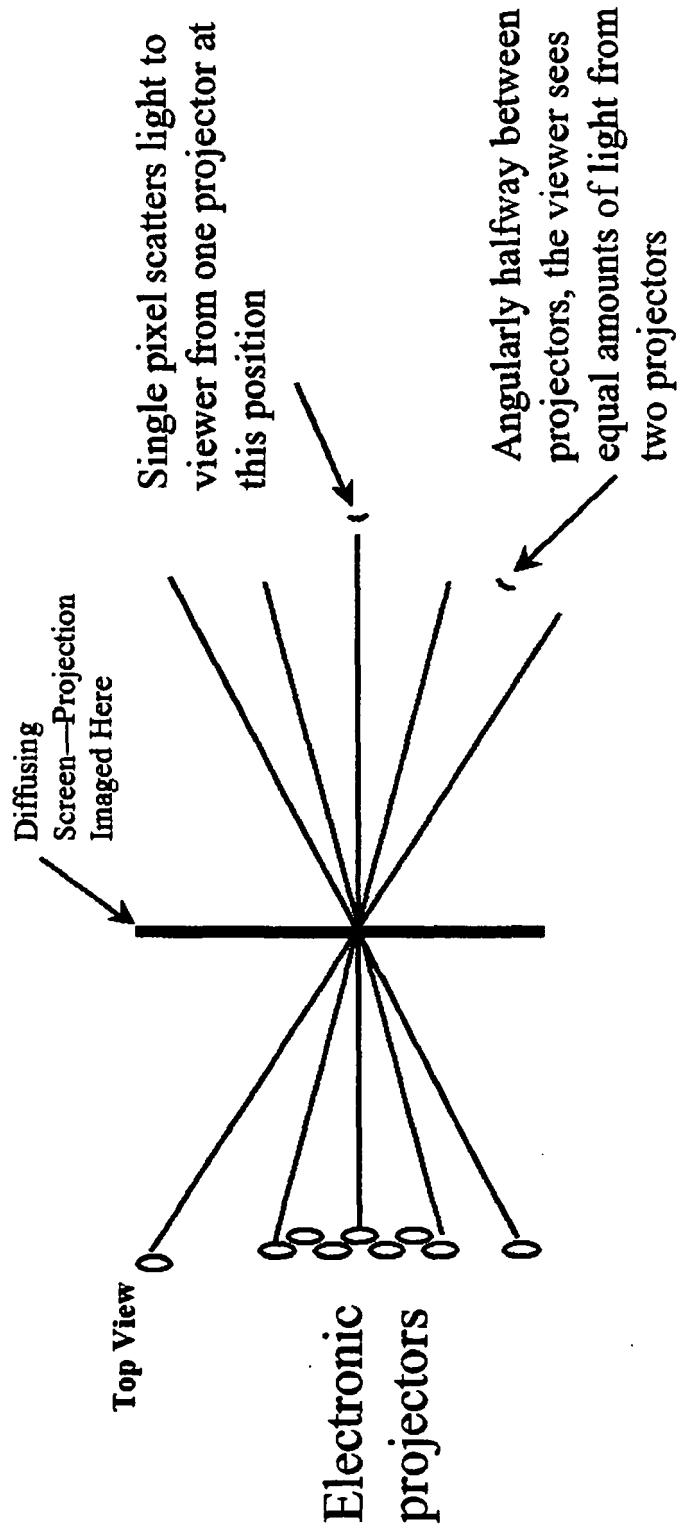 Top View
Electronic
projectors
Diffusing
Screen—Projection
Imaged Here
Single pixel scatters light to
viewer from one projector at
this position
Angularly halfway between
projectors, the viewer sees
equal amounts of light from
two projectors